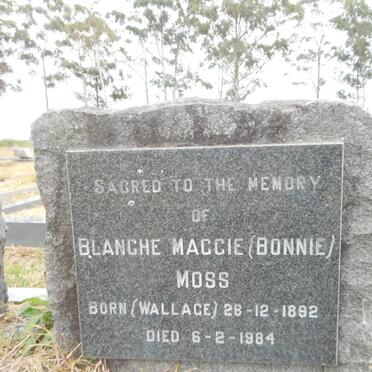 SACRED TO THE MEMORY
OF
BLANCHE MAGGIE (BONNIE)
MOSS
BORN (WALLACE) 28-12-1892
DIED 6-2-1984